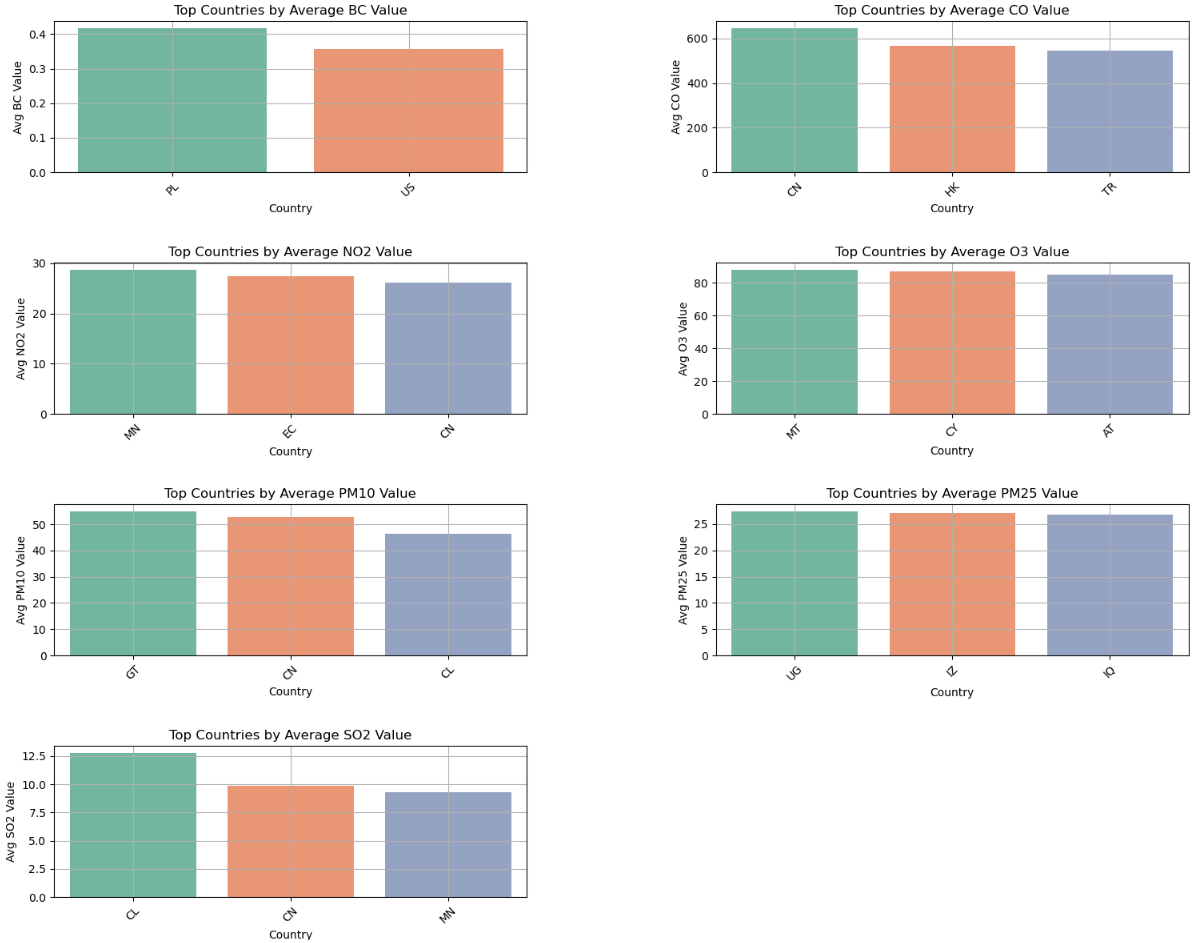 Top Countries by Average BC Value
Avg BC Value
0.4
0.3
0.2
0.1
0.0
PL
US
Country
Top Countries by Average CO Value
Avg CO Value
600
400
200
0
CN
HK
TR
Country
Top Countries by Average NO2 Value
Avg NO2 Value
30
20
10
0
MN
EC
CN
Country
Top Countries by Average O3 Value
Avg O3 Value
80
60
40
20
0
MT
CY
AT
Country
Top Countries by Average PM10 Value
Avg PM10 Value
50
40
30
20
10
0
GT
CN
CL
Country
Top Countries by Average PM25 Value
Avg PM25 Value
25
20
15
10
5
0
UG
IZ
IQ
Country
Top Countries by Average SO2 Value
Avg SO2 Value
12.5
10.0
7.5
5.0
2.5
0.0
CL
CN
MN
Country